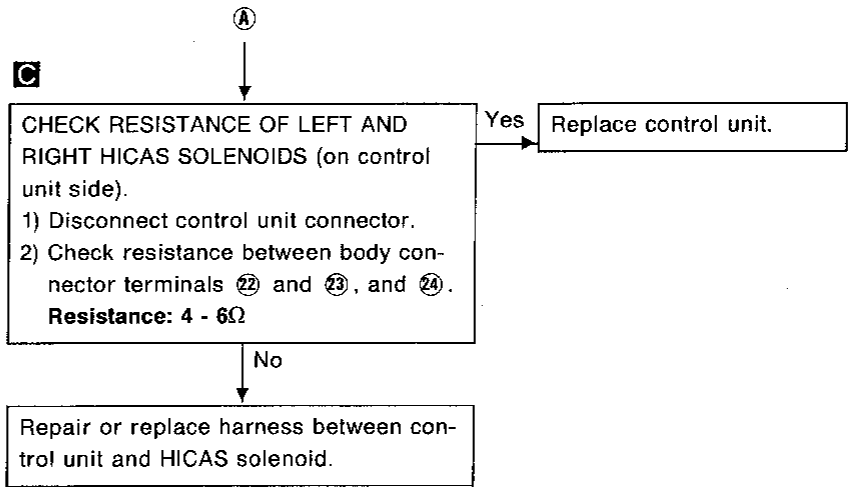 Ⓐ
C
CHECK RESISTANCE OF LEFT AND
RIGHT HICAS SOLENOIDS (on control
unit side).
1) Disconnect control unit connector.
2) Check resistance between body con-
nector terminals ㉒ and ㉓, and ㉔.
Resistance: 4 - 6Ω
Yes
Replace control unit.
No
Repair or replace harness between con-
trol unit and HICAS solenoid.